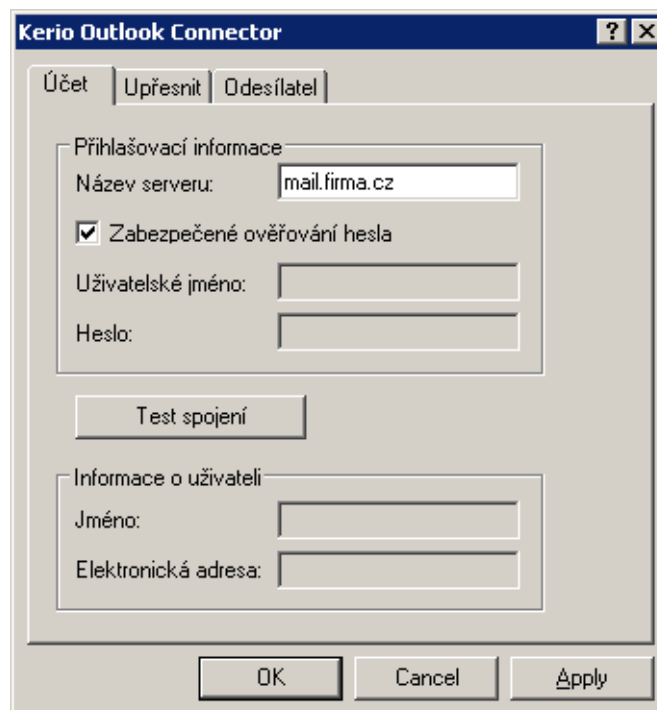 Kerio Outlook Connector
Účet Upřesnit Odesílatel
Přihlašovací informace
Název serveru: mail.firma.cz
Zabezpečené ověřování hesla
Uživatelské jméno:
Heslo:
Test spojení
Informace o uživateli
Jméno:
Elektronická adresa:
OK Cancel Apply